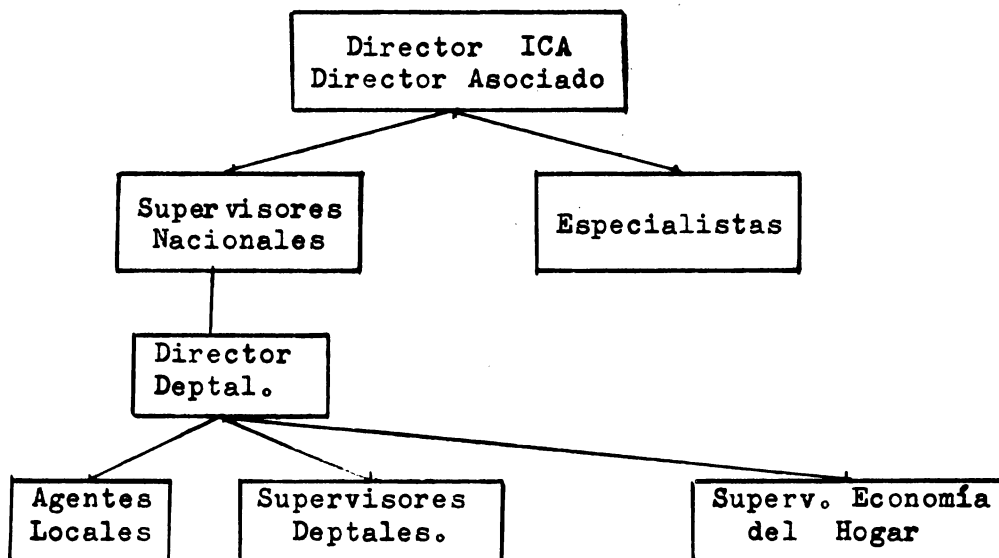 Director ICA
Director Asociado
Supervisores
Nacionales
Especialistas
Director
Deptal.
Agentes
Locales
Supervisores
Deptales.
Superv. Economía
del Hogar